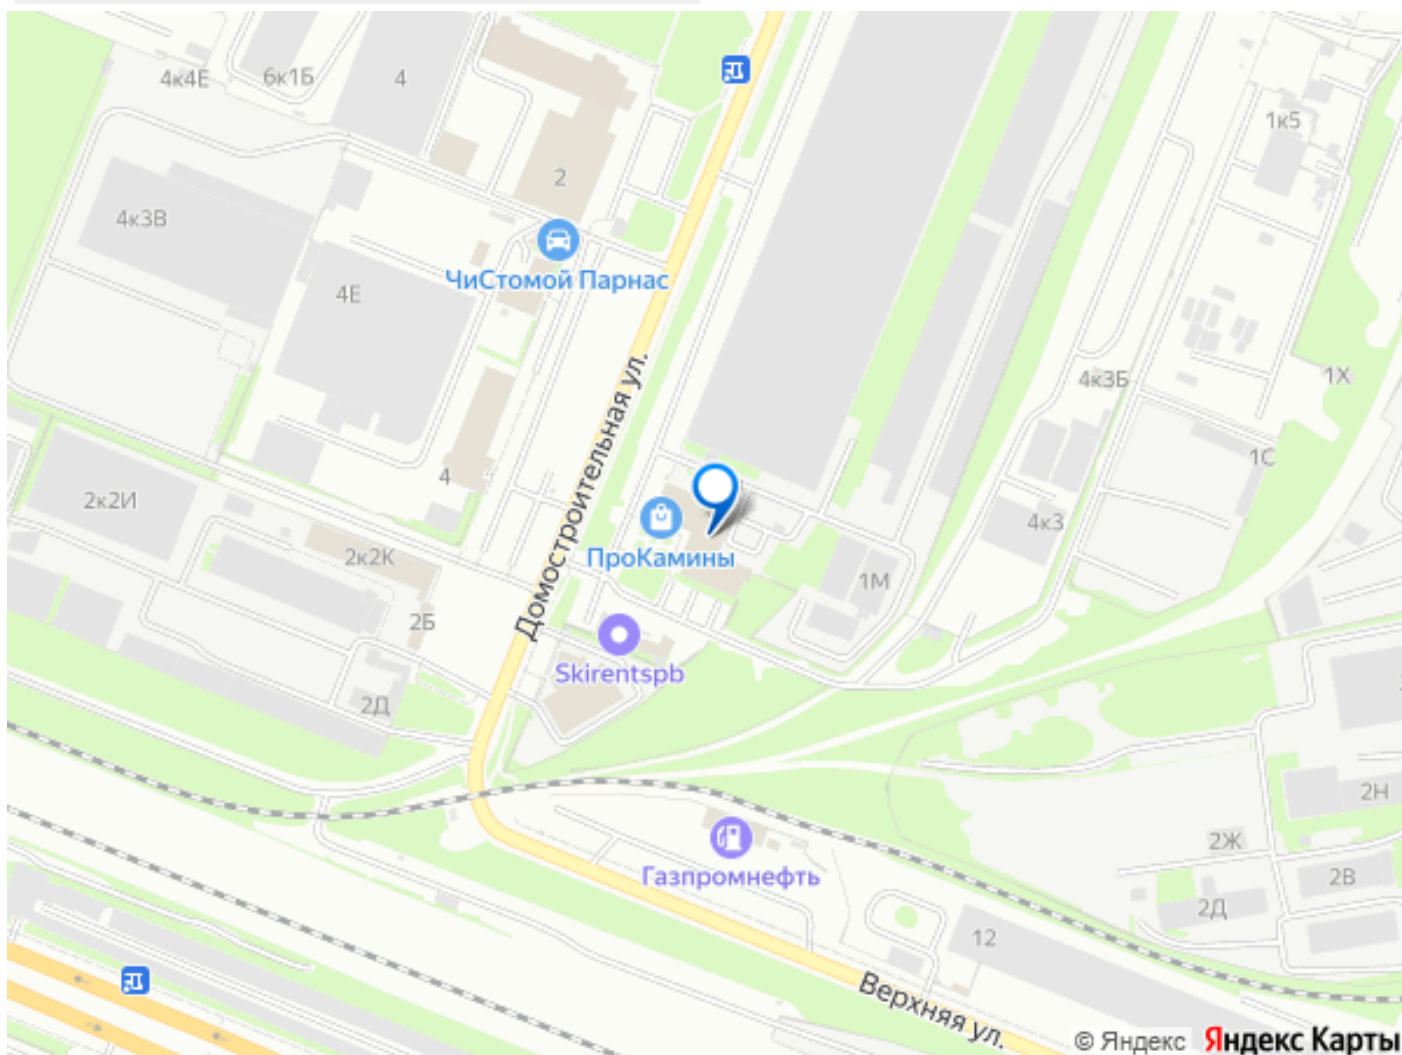 4к4Е
6к1Б
4
1к5
2
4к3В
ЧиСтомой Парнас
4Е
Домостроительная ул.
4к3Б
1Х
1С
4
2к2И
4к3
ПроКамины
2к2К
1М
2Б
Skirentspb
2Д
2Н
2Ж
Газпромнефть
2В
2Д
12
Верхняя ул.
© Яндекс Яндекс Карты